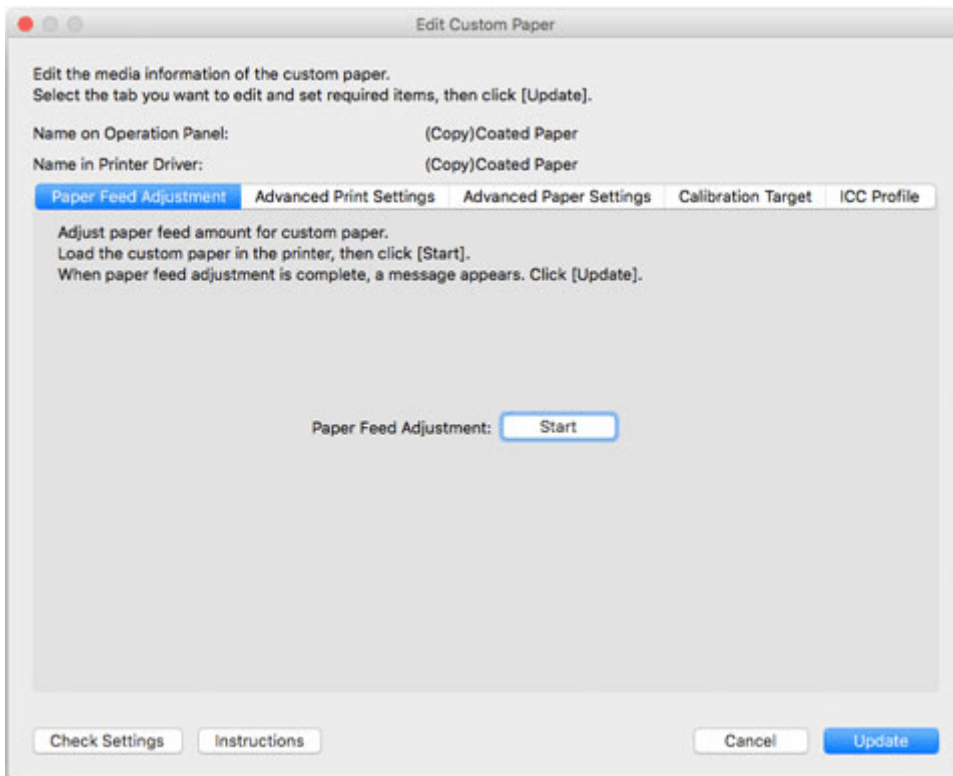 Edit Custom Paper
Edit the media information of the custom paper.
Select the tab you want to edit and set required items, then click [Update].
Name on Operation Panel: (Copy)Coated Paper
Name in Printer Driver: (Copy)Coated Paper
Paper Feed Adjustment Advanced Print Settings Advanced Paper Settings Calibration Target ICC Profile
Adjust paper feed amount for custom paper.
Load the custom paper in the printer, then click [Start].
When paper feed adjustment is complete, a message appears. Click [Update].
Paper Feed Adjustment: Start
Check Settings Instructions Cancel Update